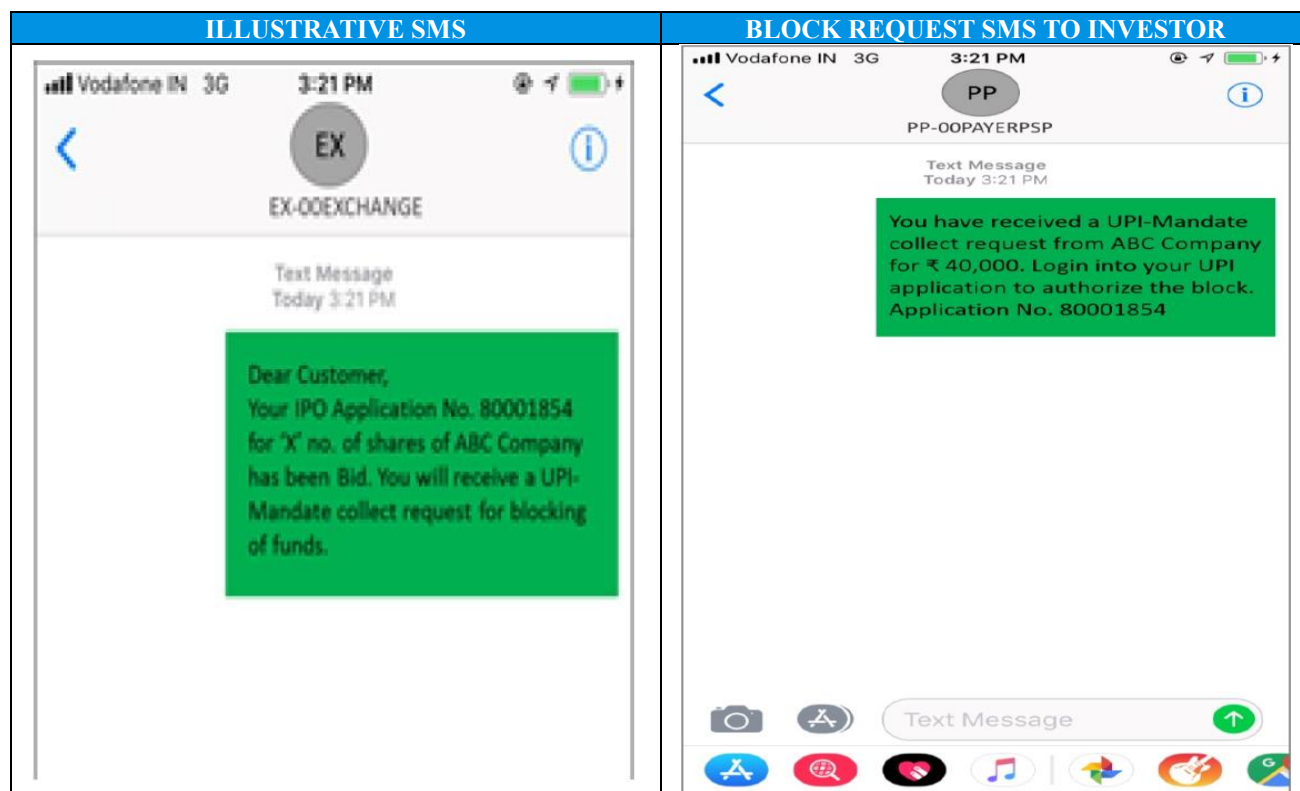 ILLUSTRATIVE SMS
Vodafone IN 3G 3:21 PM
EX
EX-OOEXCHANGE
Text Message
Today 3:21 PM
Dear Customer,
Your IPO Application No. 80001854
for 'X' no. of shares of ABC Company
has been Bid. You will receive a UPI-
Mandate collect request for blocking
of funds.
BLOCK REQUEST SMS TO INVESTOR
Vodafone IN 3G 3:21 PM
PP
PP-OOPAYERPSP
Text Message
Today 3:21 PM
You have received a UPI-Mandate
collect request from ABC Company
for ₹ 40,000. Login into your UPI
application to authorize the block.
Application No. 80001854
Text Message
G